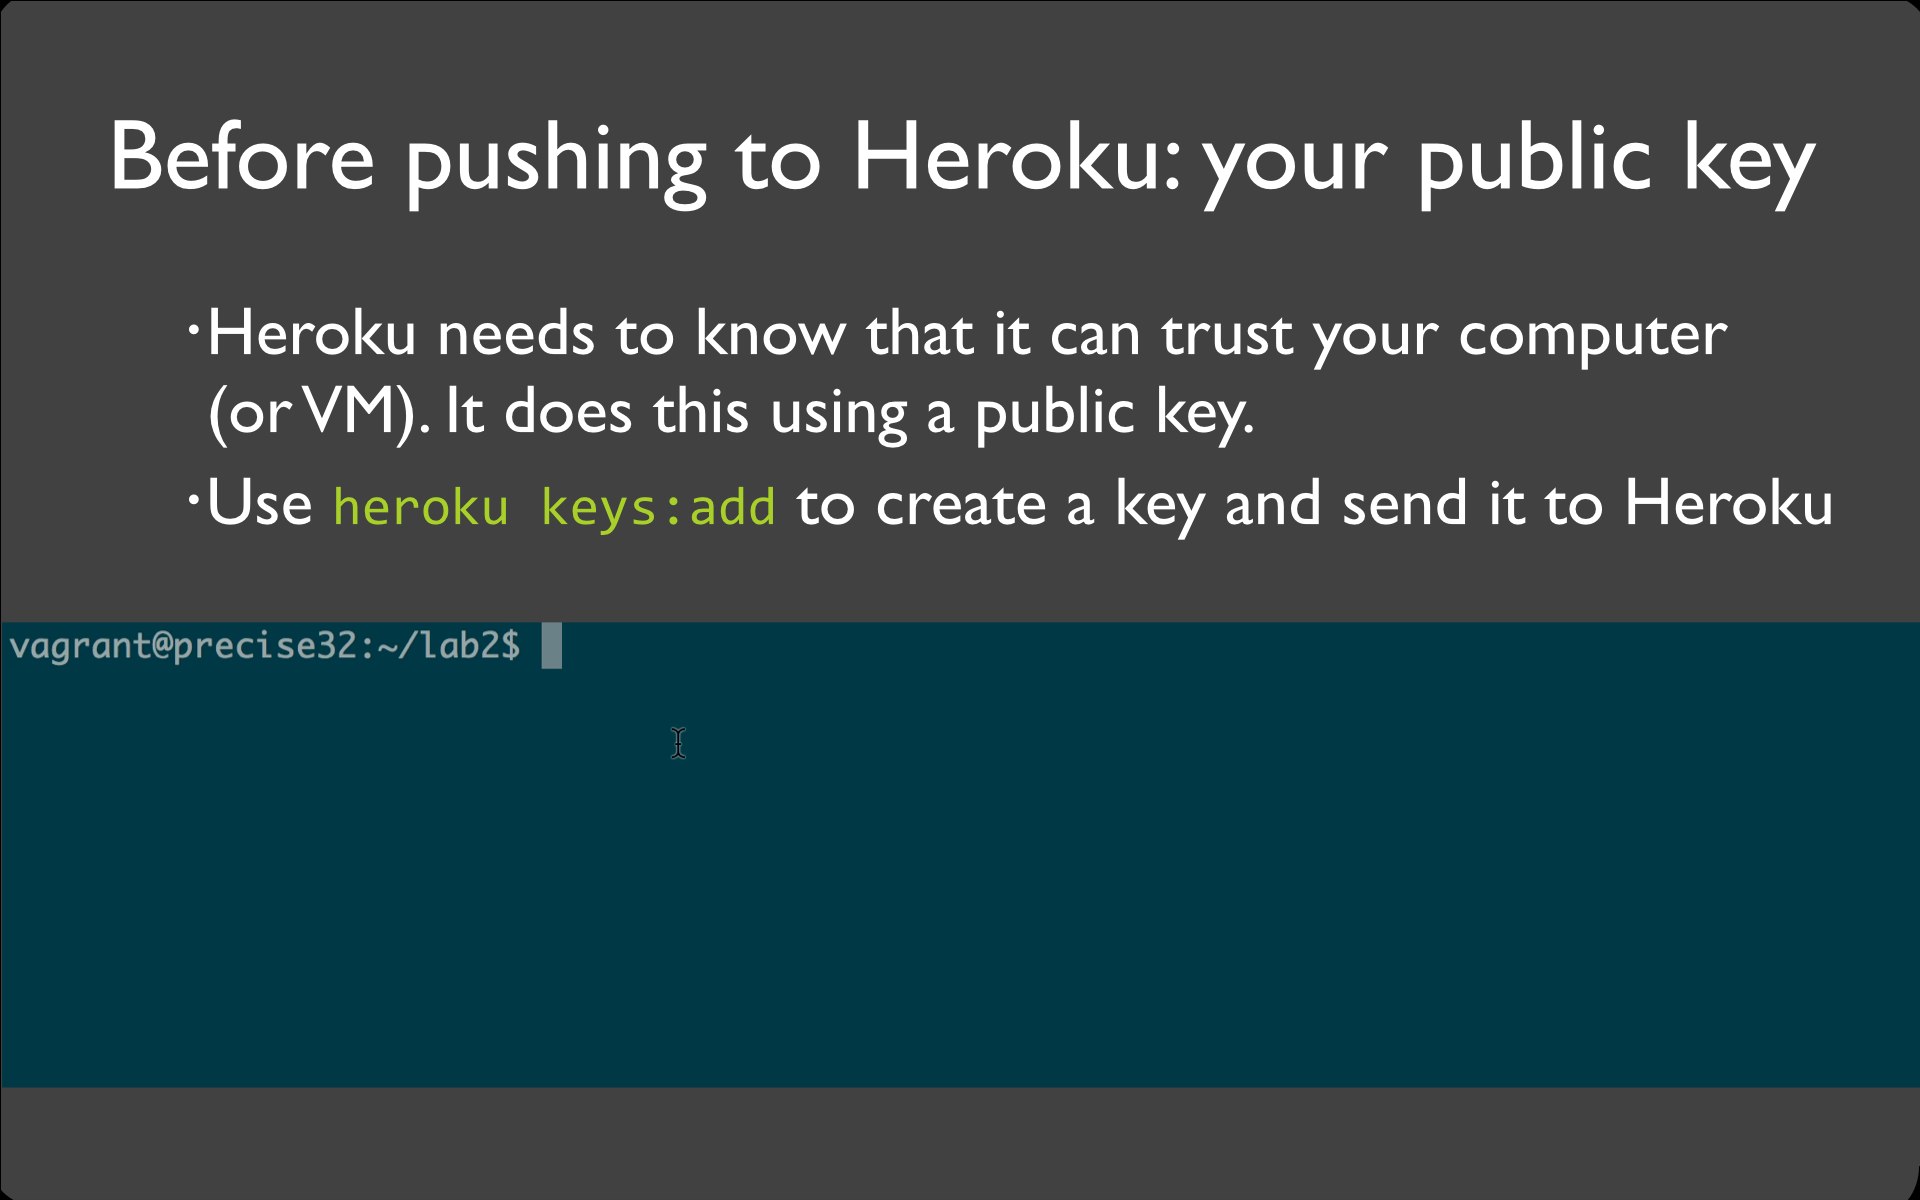 Before pushing to Heroku: your public key
·Heroku needs to know that it can trust your computer
(or VM). It does this using a public key.
·Use heroku keys:add to create a key and send it to Heroku
vagrant@precise32:~/lab2$